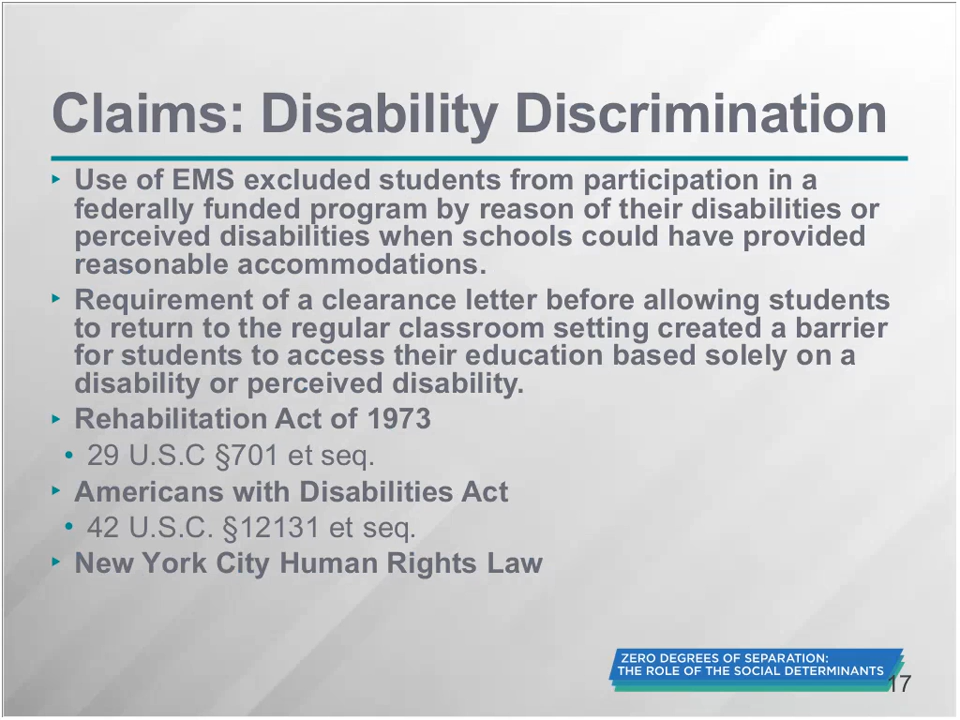 Claims: Disability Discrimination
‣ Use of EMS excluded students from participation in a
federally funded program by reason of their disabilities or
perceived disabilities when schools could have provided
reasonable accommodations.
‣ Requirement of a clearance letter before allowing students
to return to the regular classroom setting created a barrier
for students to access their education based solely on a
disability or perceived disability.
‣ Rehabilitation Act of 1973
• 29 U.S.C §701 et seq.
‣ Americans with Disabilities Act
• 42 U.S.C. §12131 et seq.
‣ New York City Human Rights Law
ZERO DEGREES OF SEPARATION:
THE ROLE OF THE SOCIAL DETERMINANTS
17